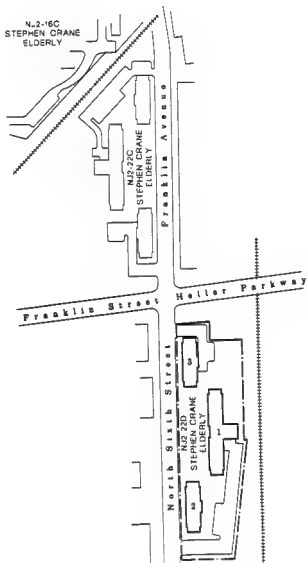 NJ2-16C
STEPHEN CRANE
ELDERLY
NJ2-22C
STEPHEN CRANE
ELDERLY
Franklin Avenue
Franklin Street
Heller Parkway
North Sixth Street
NJ2 22D
STEPHEN CRANE
ELDERLY
3
1
2